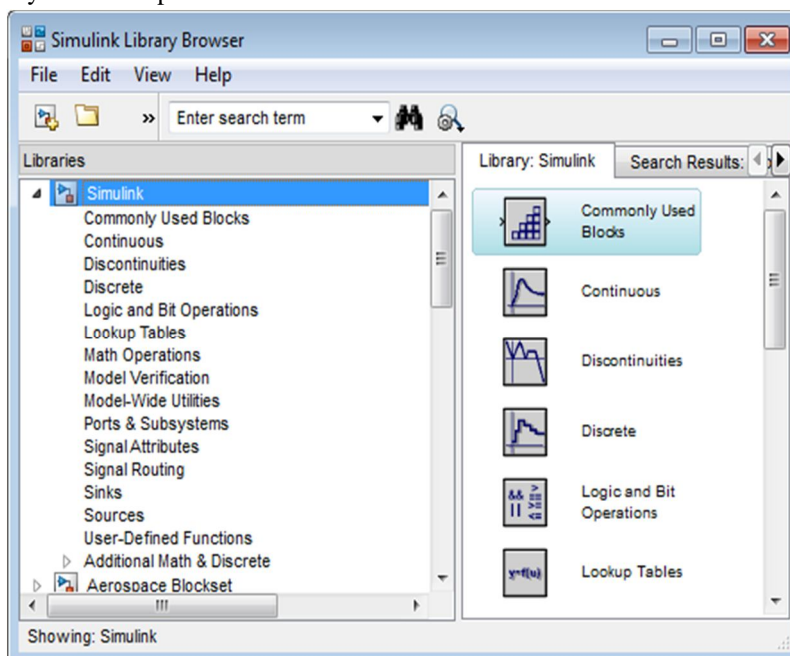 Simulink Library Browser
File Edit View Help
» Enter search term
Libraries
Simulink
Commonly Used Blocks
Continuous
Discontinuities
Discrete
Logic and Bit Operations
Lookup Tables
Math Operations
Model Verification
Model-Wide Utilities
Ports & Subsystems
Signal Attributes
Signal Routing
Sinks
Sources
User-Defined Functions
Additional Math & Discrete
Aerospace Blockset
Library: Simulink Search Results:
Commonly Used
Blocks
Continuous
Discontinuities
Discrete
&& > >=
|| == <=
Logic and Bit
Operations
y=f(u)
Lookup Tables
Showing: Simulink